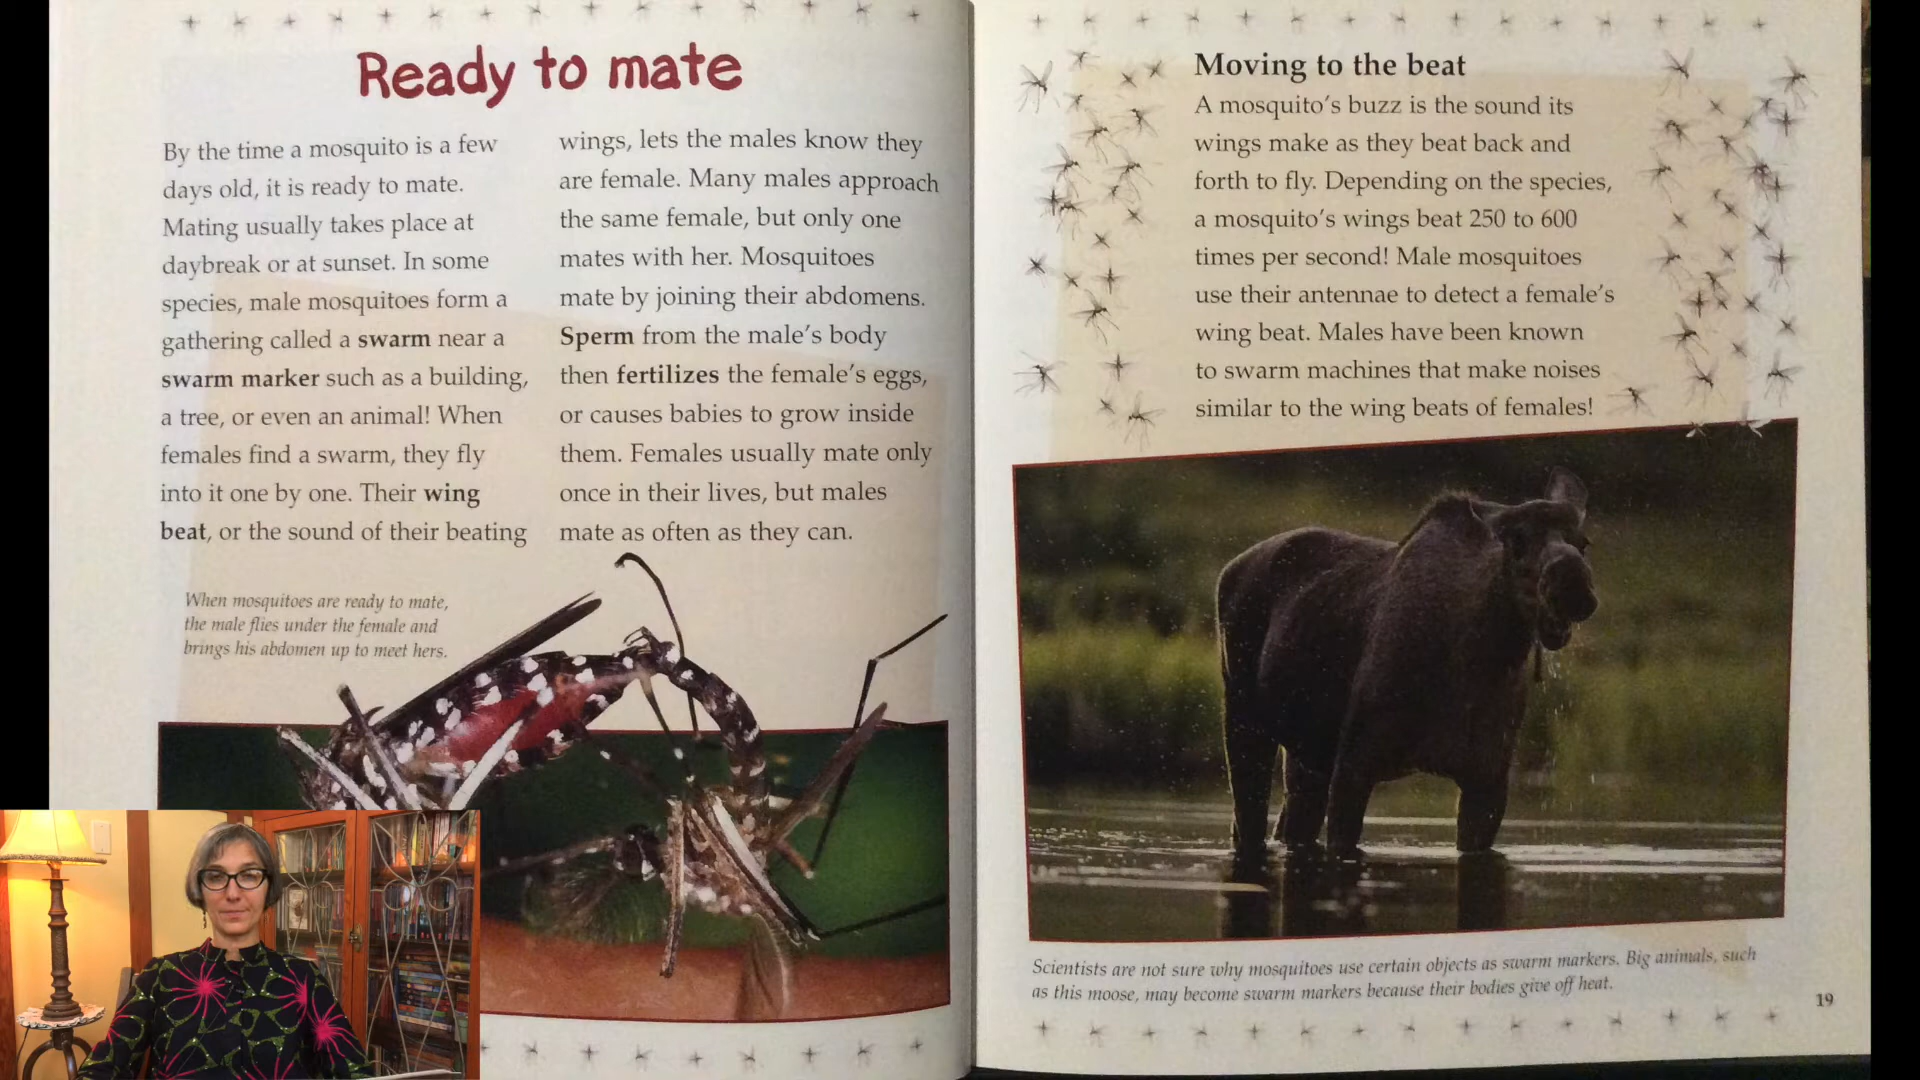 Ready to mate
By the time a mosquito is a few
days old, it is ready to mate.
Mating usually takes place at
daybreak or at sunset. In some
species, male mosquitoes form a
gathering called a swarm near a
swarm marker such as a building,
a tree, or even an animal! When
females find a swarm, they fly
into it one by one. Their wing
beat, or the sound of their beating
wings, lets the males know they
are female. Many males approach
the same female, but only one
mates with her. Mosquitoes
mate by joining their abdomens.
Sperm from the male's body
then fertilizes the female's eggs,
or causes babies to grow inside
them. Females usually mate only
once in their lives, but males
mate as often as they can.
When mosquitoes are ready to mate,
the male flies under the female and
brings his abdomen up to meet hers.
Moving to the beat
A mosquito's buzz is the sound its
wings make as they beat back and
forth to fly. Depending on the species,
a mosquito's wings beat 250 to 600
times per second! Male mosquitoes
use their antennae to detect a female's
wing beat. Males have been known
to swarm machines that make noises
similar to the wing beats of females!
Scientists are not sure why mosquitoes use certain objects as swarm markers. Big animals, such
as this moose, may become swarm markers because their bodies give off heat.
19